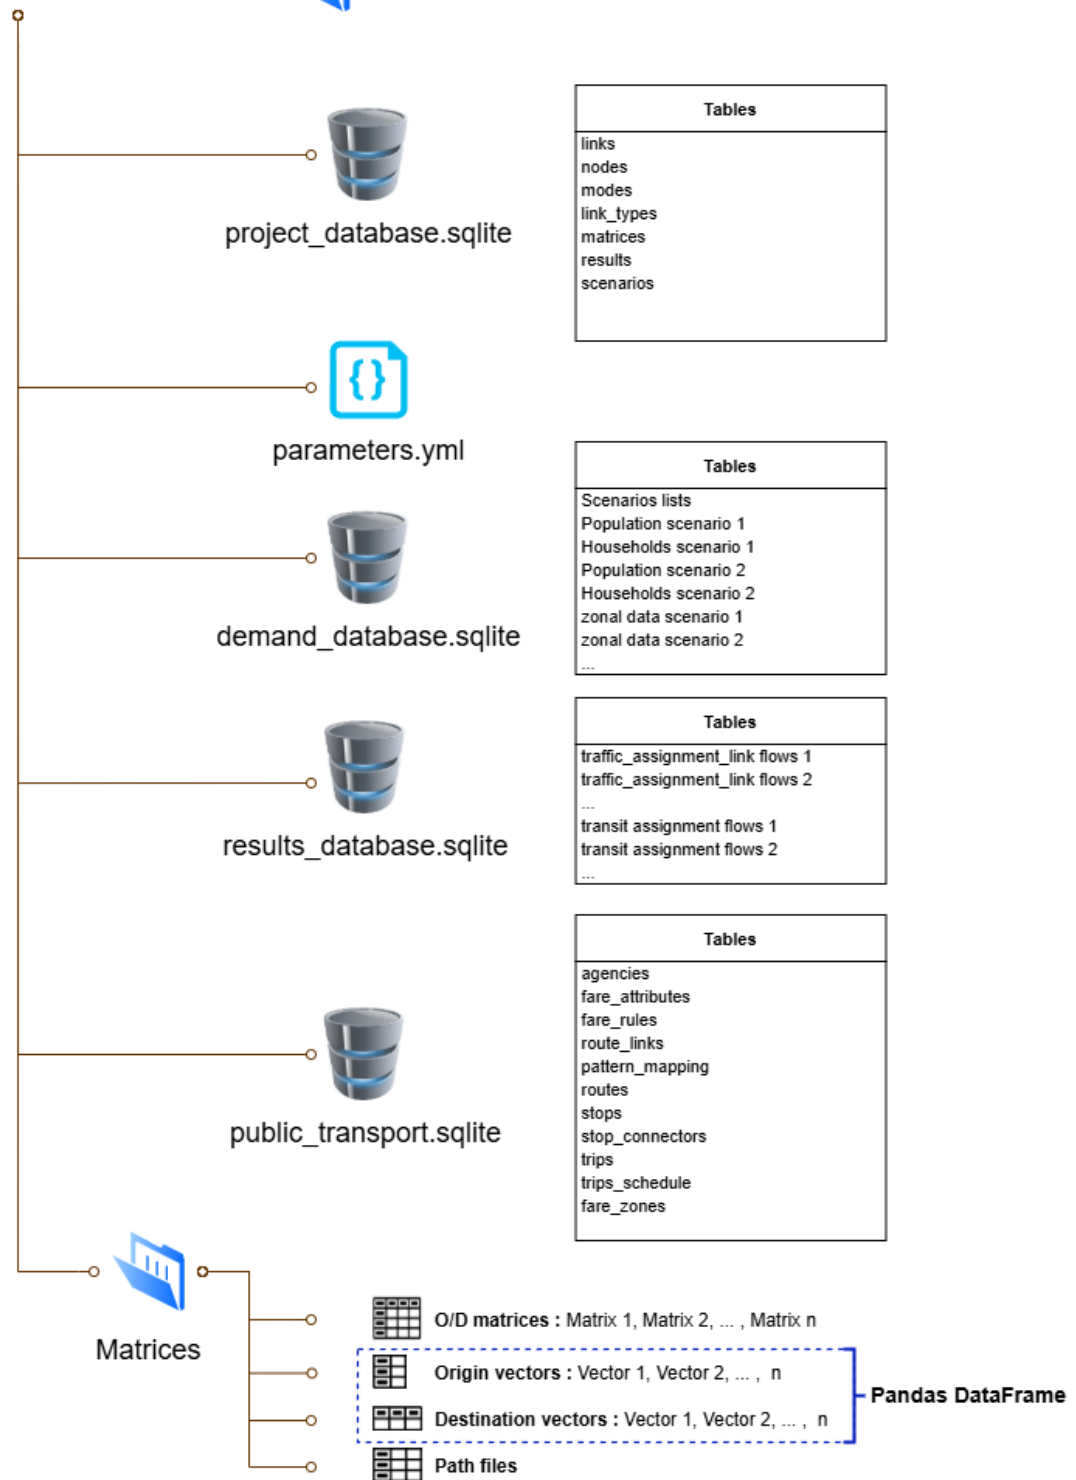 Tables
links
nodes
modes
link_types
matrices
results
scenarios
project_database.sqlite
{}
parameters.yml
Tables
Scenarios lists
Population scenario 1
Households scenario 1
Population scenario 2
Households scenario 2
zonal data scenario 1
zonal data scenario 2
...
demand_database.sqlite
Tables
traffic_assignment_link flows 1
traffic_assignment_link flows 2
...
transit assignment flows 1
transit assignment flows 2
...
results_database.sqlite
Tables
agencies
fare_attributes
fare_rules
route_links
pattern_mapping
routes
stops
stop_connectors
trips
trips_schedule
fare_zones
public_transport.sqlite
Matrices
O/D matrices : Matrix 1, Matrix 2, ... , Matrix n
Origin vectors : Vector 1, Vector 2, ... , n
Destination vectors : Vector 1, Vector 2, ... , n
Pandas DataFrame
Path files